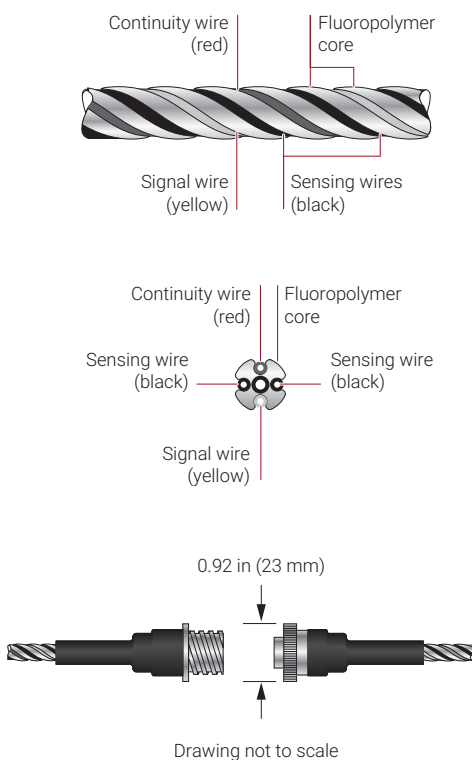 Continuity wire
(red)
Fluoropolymer
core
Signal wire
(yellow)
Sensing wires
(black)
Continuity wire
(red)
Fluoropolymer
core
Sensing wire
(black)
Sensing wire
(black)
Signal wire
(yellow)
0.92 in (23 mm)
Drawing not to scale